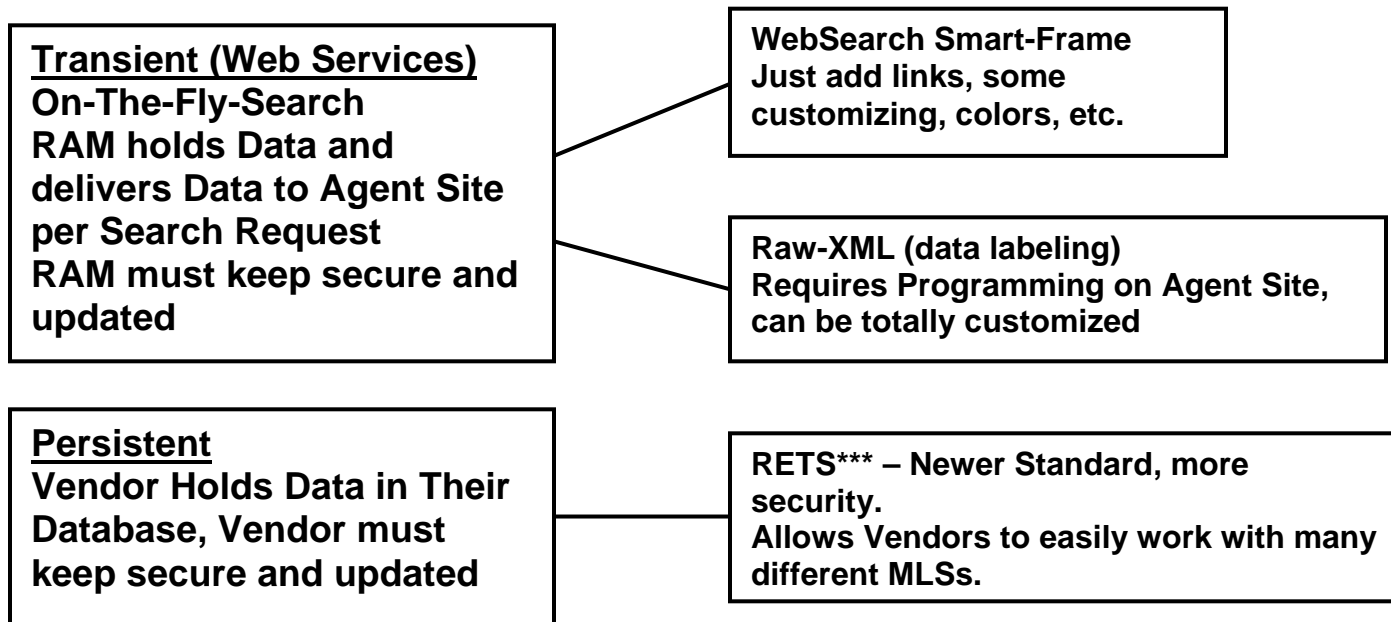 Transient (Web Services)
On-The-Fly-Search
RAM holds Data and
delivers Data to Agent Site
per Search Request
RAM must keep secure and
updated
WebSearch Smart-Frame
Just add links, some
customizing, colors, etc.
Raw-XML (data labeling)
Requires Programming on Agent Site,
can be totally customized
Persistent
Vendor Holds Data in Their
Database, Vendor must
keep secure and updated
RETS*** – Newer Standard, more
security.
Allows Vendors to easily work with many
different MLSs.